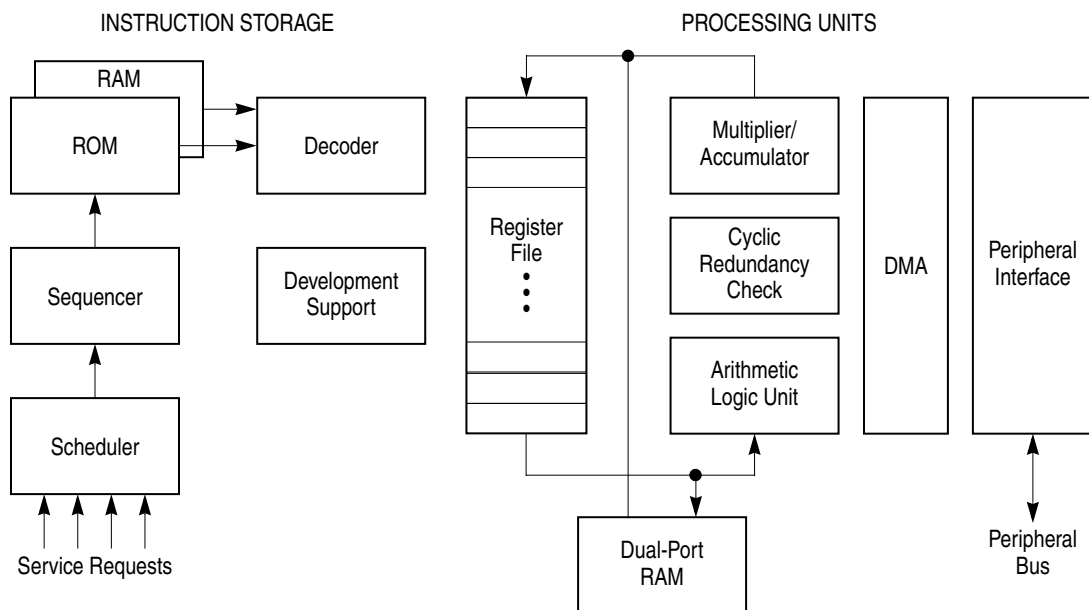 INSTRUCTION STORAGE
RAM
ROM
Decoder
Sequencer
Development
Support
Scheduler
Service Requests
PROCESSING UNITS
Register
File
Multiplier/
Accumulator
Cyclic
Redundancy
Check
Arithmetic
Logic Unit
DMA
Peripheral
Interface
Dual-Port
RAM
Peripheral
Bus